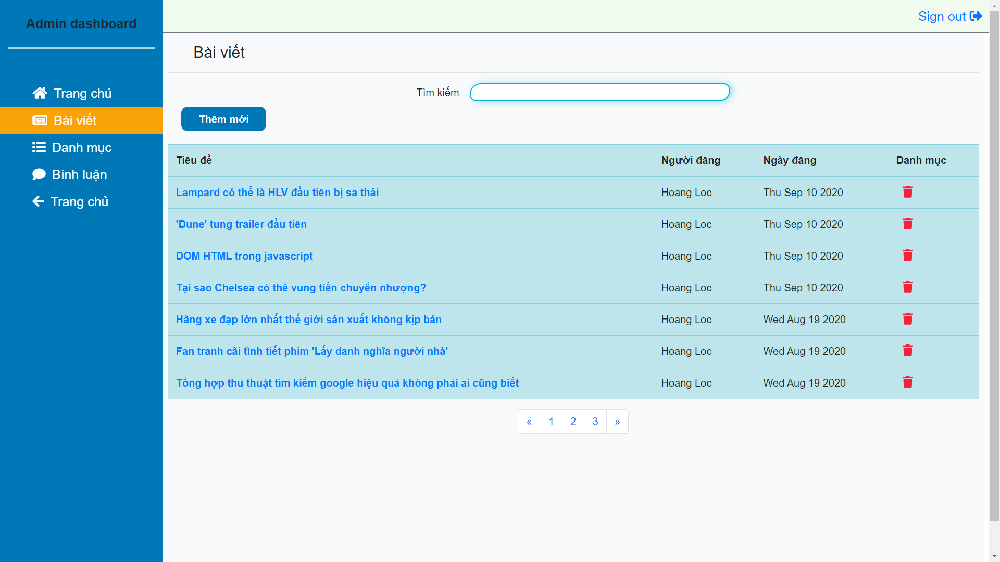 Admin dashboard
Sign out
Trang chủ
Bài viết
Danh mục
Bình luận
Trang chủ
Bài viết
Tìm kiếm
Thêm mới
Tiêu đề Người đăng Ngày đăng Danh mục
Lampard có thể là HLV đầu tiên bị sa thải Hoang Loc Thu Sep 10 2020
'Dune' tung trailer đầu tiên Hoang Loc Thu Sep 10 2020
DOM HTML trong javascript Hoang Loc Thu Sep 10 2020
Tại sao Chelsea có thể vung tiền chuyển nhượng? Hoang Loc Thu Sep 10 2020
Hãng xe đạp lớn nhất thế giới sản xuất không kịp bán Hoang Loc Wed Aug 19 2020
Fan tranh cãi tình tiết phim 'Lấy danh nghĩa người nhà' Hoang Loc Wed Aug 19 2020
Tổng hợp thủ thuật tìm kiếm google hiệu quả không phải ai cũng biết Hoang Loc Wed Aug 19 2020
« 1 2 3 »